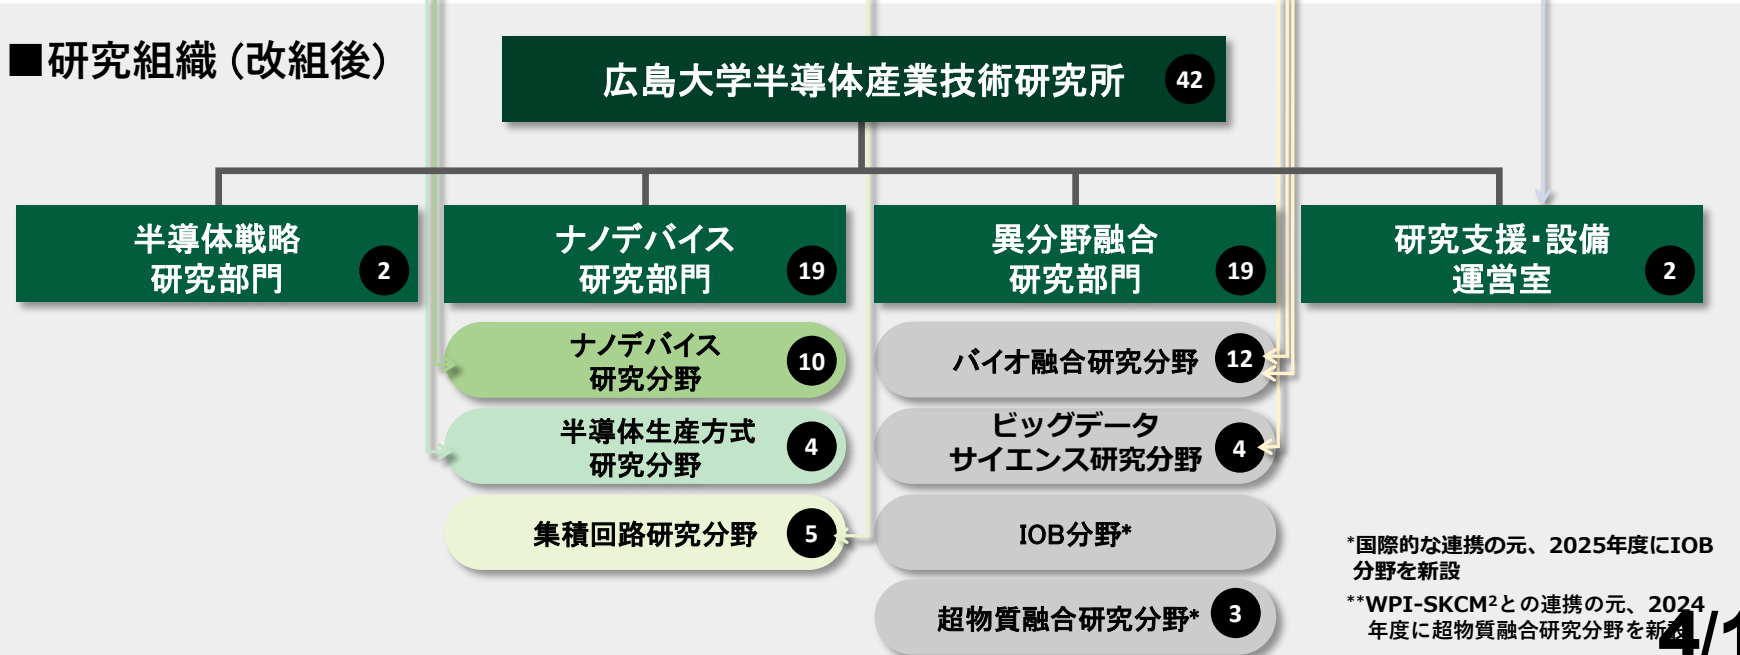 ■研究組織（改組後）
広島大学半導体産業技術研究所 42
半導体戦略
研究部門 2
ナノデバイス
研究部門 19
異分野融合
研究部門 19
研究支援・設備
運営室 2
ナノデバイス
研究分野 10
半導体生産方式
研究分野 4
集積回路研究分野 5
バイオ融合研究分野 12
ビッグデータ
サイエンス研究分野 4
IOB分野*
超物質融合研究分野* 3
*国際的な連携の元、2025年度にIOB
分野を新設
**WPI-SKCM²との連携の元、2024
年度に超物質融合研究分野を新設
4/1